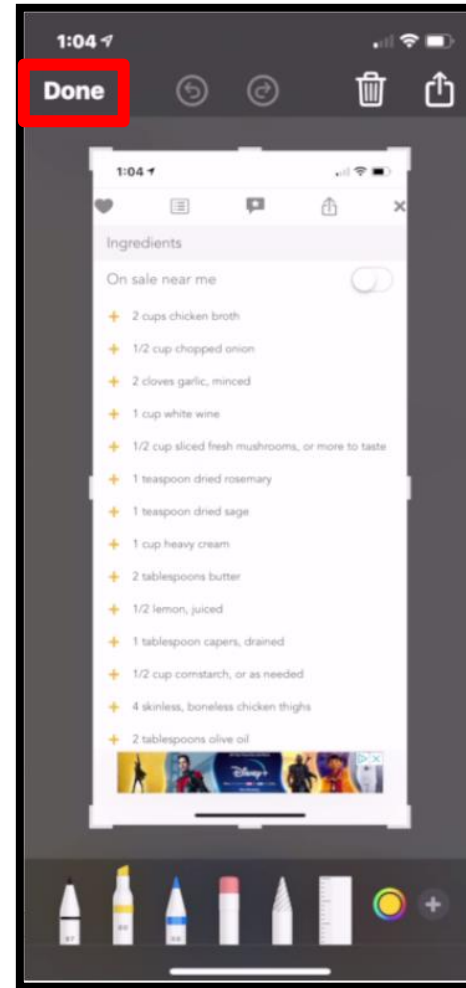 1:04
Done
1:04
Ingredients
On sale near me
2 cups chicken broth
1/2 cup chopped onion
2 cloves garlic, minced
1 cup white wine
1/2 cup sliced fresh mushrooms, or more to taste
1 teaspoon dried rosemary
1 teaspoon dried sage
1 cup heavy cream
2 tablespoons butter
1/2 lemon, juiced
1 tablespoon capers, drained
1/2 cup cornstarch, or as needed
4 skinless, boneless chicken thighs
2 tablespoons olive oil
Disney+
97